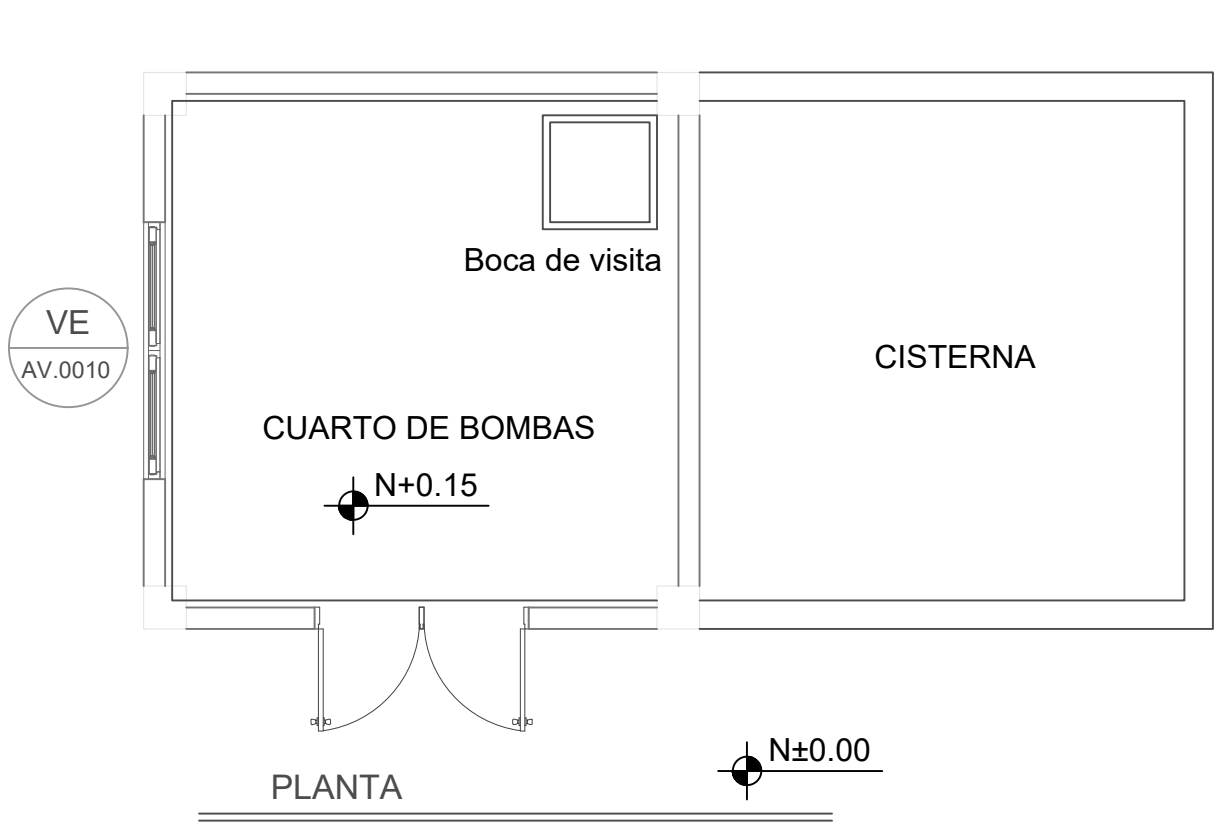 Boca de visita
VE
AV.0010
CISTERNA
CUARTO DE BOMBAS
N+0.15
N±0.00
PLANTA